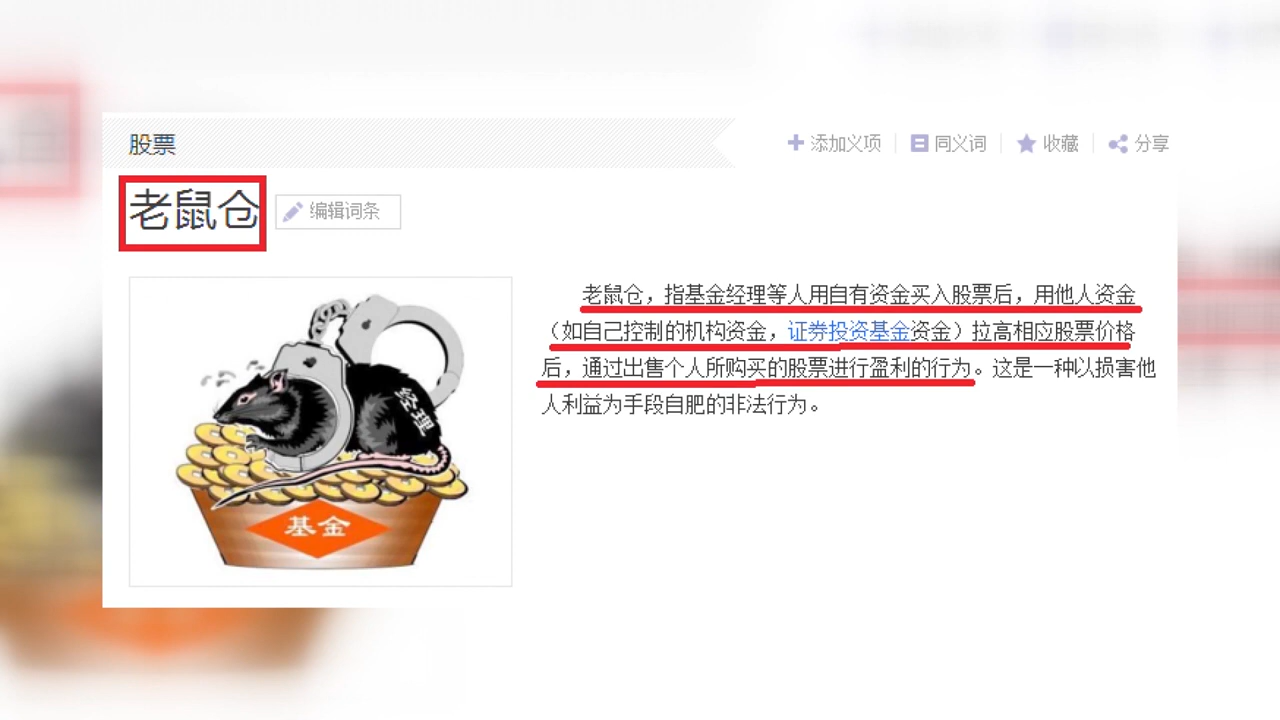 股票
添加义项
同义词
收藏
分享
老鼠仓
编辑词条
老鼠仓，指基金经理等人用自有资金买入股票后，用他人资金
（如自己控制的机构资金，证券投资基金资金）拉高相应股票价格
后，通过出售个人所购买的股票进行盈利的行为。这是一种以损害他
人利益为手段自肥的非法行为。
经理
基金